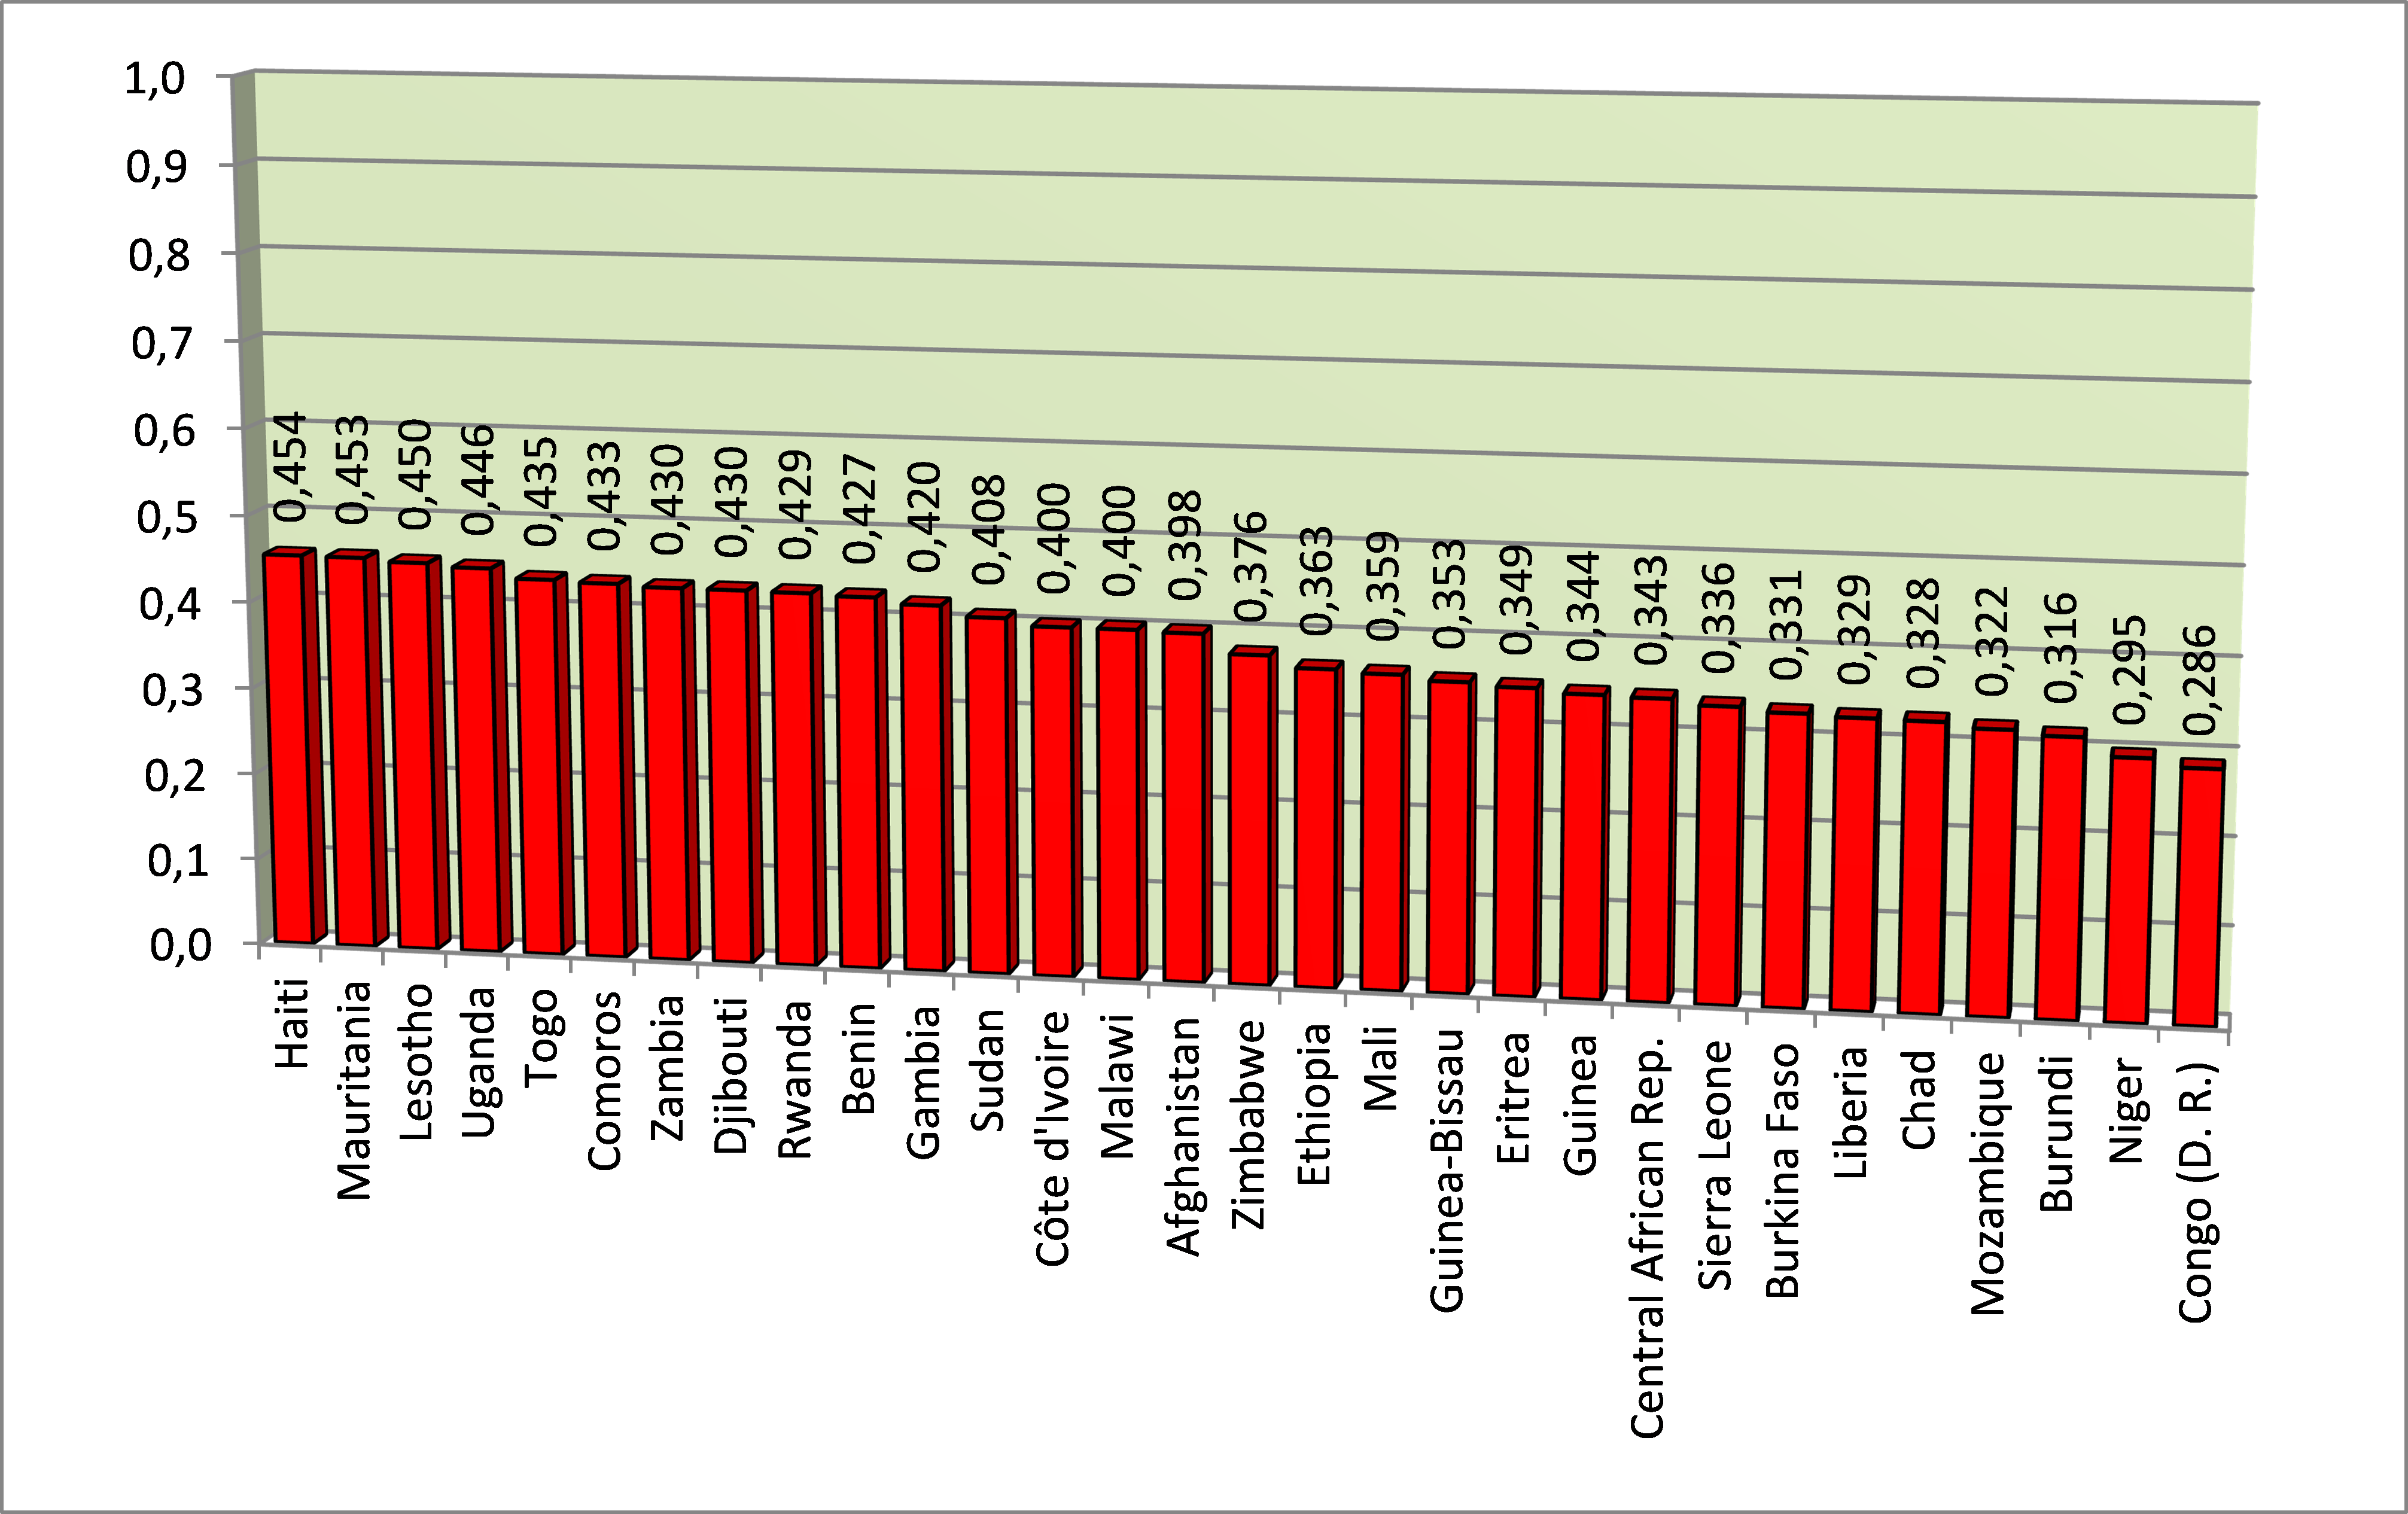 1,0
0,9
0,8
0,7
0,6
0,5
0,4
0,3
0,2
0,1
0,0
0,454
0,453
0,450
0,446
0,435
0,433
0,430
0,430
0,429
0,427
0,420
0,408
0,400
0,400
0,398
0,376
0,363
0,359
0,353
0,349
0,344
0,343
0,336
0,331
0,329
0,328
0,322
0,316
0,295
0,286
Haiti
Mauritania
Lesotho
Uganda
Togo
Comoros
Zambia
Djibouti
Rwanda
Benin
Gambia
Sudan
Côte d'Ivoire
Malawi
Afghanistan
Zimbabwe
Ethiopia
Mali
Guinea-Bissau
Eritrea
Guinea
Central African Rep.
Sierra Leone
Burkina Faso
Liberia
Chad
Mozambique
Burundi
Niger
Congo (D. R.)